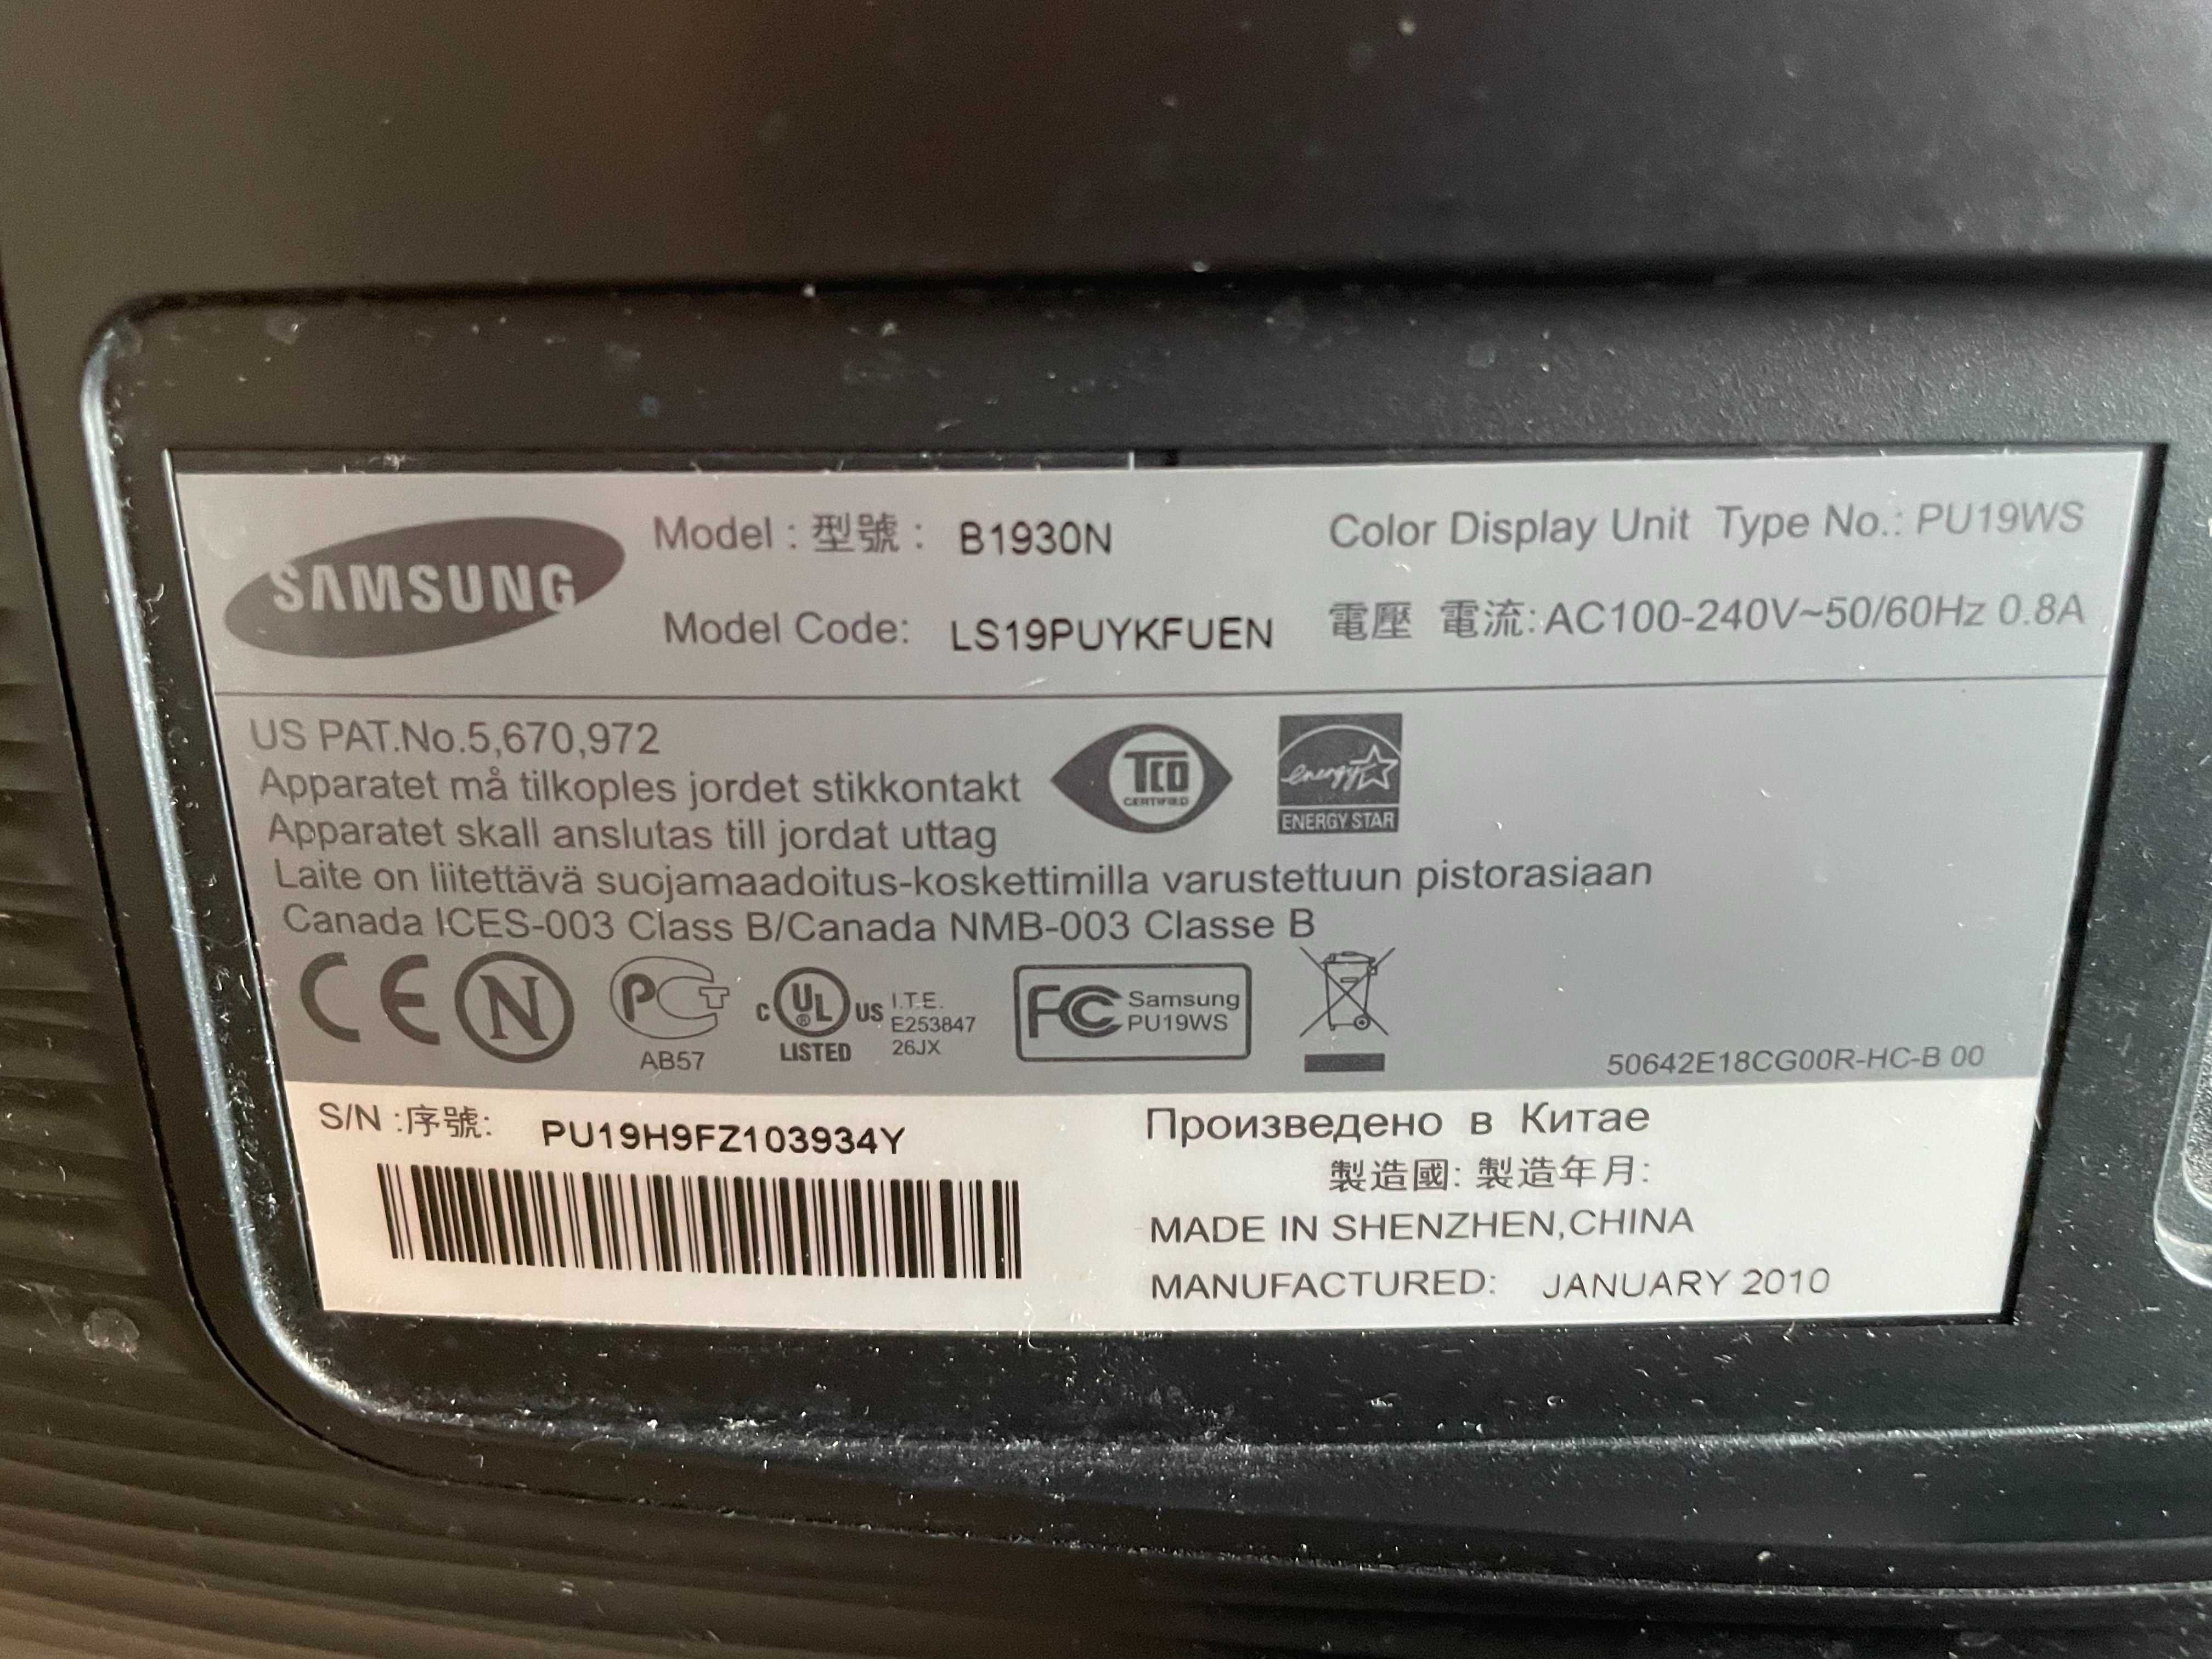 SAMSUNG
Model : 型號 : B1930N
Model Code: LS19PUYKFUEN
Color Display Unit Type No.: PU19WS
電壓 電流: AC100-240V~50/60Hz 0.8A
US PAT.No.5,670,972
Apparatet må tilkoples jordet stikkontakt
Apparatet skall anslutas till jordat uttag
Laite on liitettävä suojamaadoitus-koskettimilla varustettuun pistorasiaan
Canada ICES-003 Class B/Canada NMB-003 Classe B
TCO
CERTIFIED
energy
ENERGY STAR
CE
N
PCT
AB57
C UL ® US
LISTED
I.T.E.
E253847
26JX
FC Samsung
PU19WS
50642E18CG00R-HC-B 00
S/N :序號: PU19H9FZ103934Y
Произведено в Китае
製造國: 製造年月:
MADE IN SHENZHEN,CHINA
MANUFACTURED: JANUARY 2010